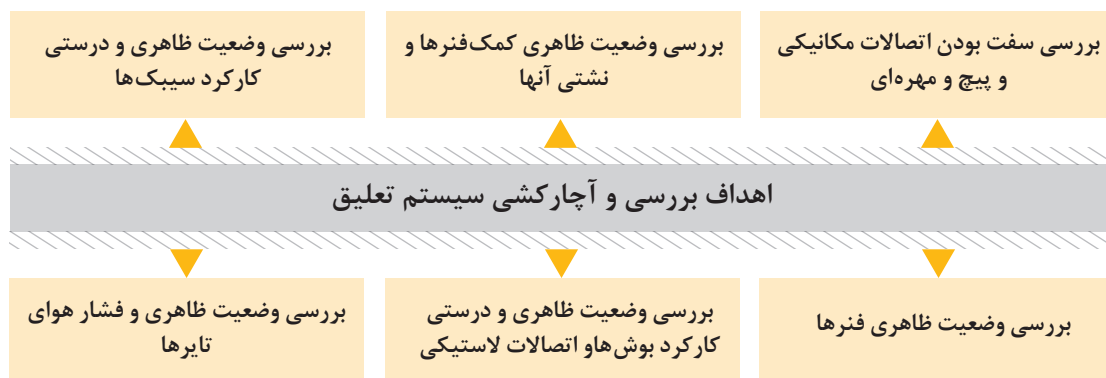 بررسی سفت بودن اتصالات مکانیکی
و پیچ و مهره‌ای
بررسی وضعیت ظاهری کمک‌فنرها و
نشتی آنها
بررسی وضعیت ظاهری و درستی
کارکرد سیبک‌ها
اهداف بررسی و آچارکشی سیستم تعلیق
بررسی وضعیت ظاهری فنرها
بررسی وضعیت ظاهری و درستی
کارکرد بوش‌هاو اتصالات لاستیکی
بررسی وضعیت ظاهری و فشار هوای
تایرها